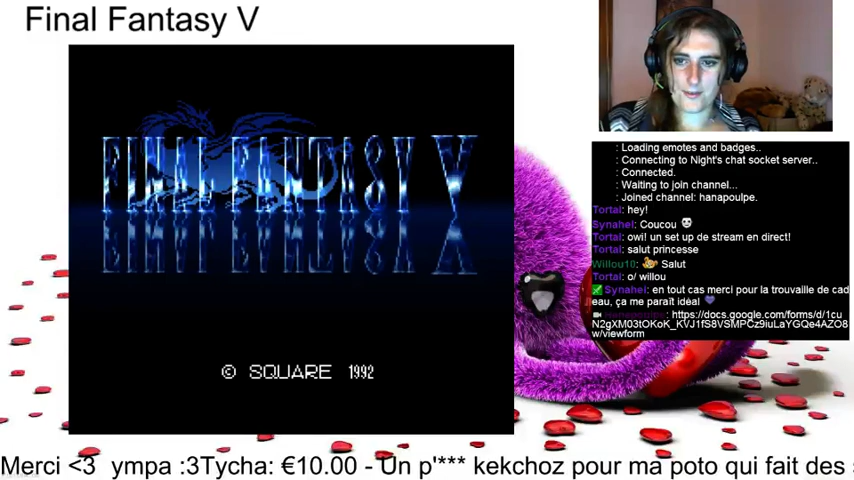 Final Fantasy V
FINAL FANTASY V
© SQUARE 1992
: Loading emotes and badges..
: Connecting to Night's chat socket server..
: Connected.
: Waiting to join channel...
: Joined channel: hanapoulpe.
Tortal: hey!
Synahel: Coucou
Tortal: owi! un set up de stream en direct!
Tortal: salut princesse
Willou10: Salut
Tortal: o/ willou
Synahel: en tout cas merci pour la trouvaille de cad
eau, ça me paraît idéal
: https://docs.google.com/forms/d/1cu
N2gXM03tOKoK_KVJ1fS8VSMPCz9iuLaYGQe4AZO8
w/viewform
Merci <3 ympa :3Tycha: €10.00 - Un p'*** kekchoz pour ma poto qui fait des